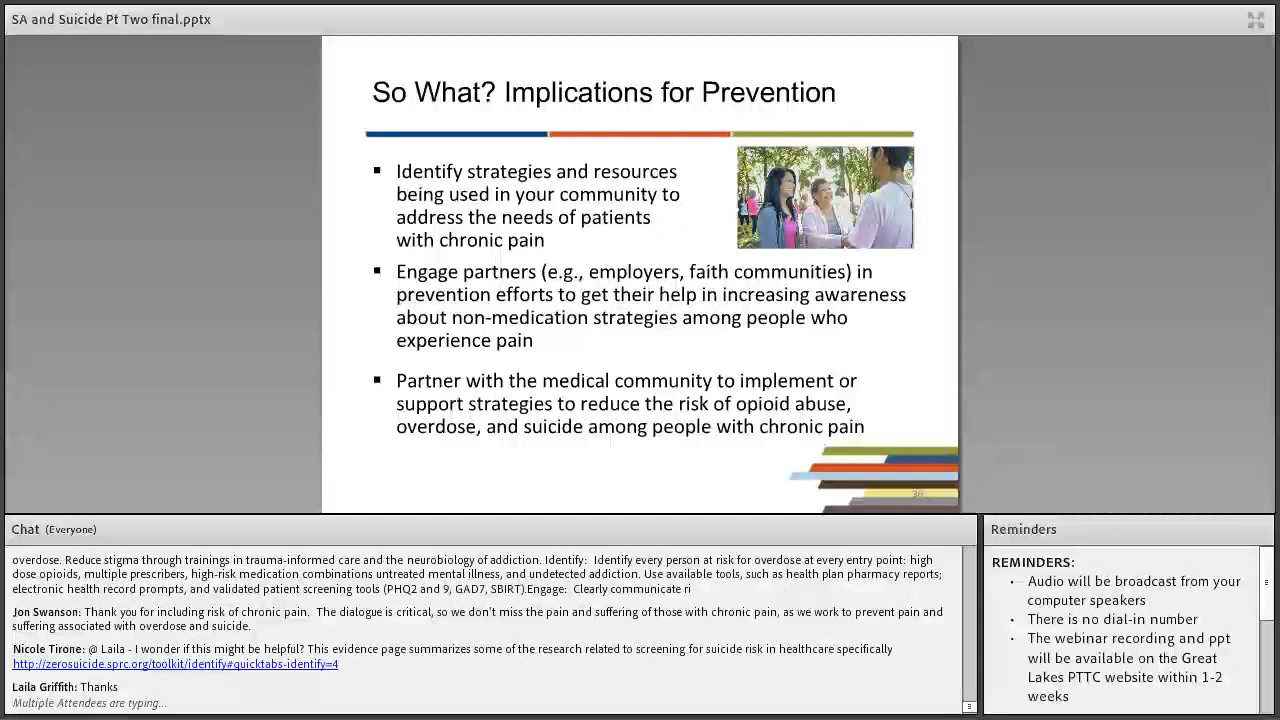 SA and Suicide Pt Two final.pptx
So What? Implications for Prevention
▪ Identify strategies and resources
being used in your community to
address the needs of patients
with chronic pain
▪ Engage partners (e.g., employers, faith communities) in
prevention efforts to get their help in increasing awareness
about non-medication strategies among people who
experience pain
▪ Partner with the medical community to implement or
support strategies to reduce the risk of opioid abuse,
overdose, and suicide among people with chronic pain
36
Chat (Everyone)
overdose. Reduce stigma through trainings in trauma-informed care and the neurobiology of addiction. Identify:  Identify every person at risk for overdose at every entry point: high
dose opioids, multiple prescribers, high-risk medication combinations untreated mental illness, and undetected addiction. Use available tools, such as health plan pharmacy reports;
electronic health record prompts, and validated patient screening tools (PHQ2 and 9, GAD7, SBIRT).Engage:  Clearly communicate ri
Jon Swanson: Thank you for including risk of chronic pain.  The dialogue is critical, so we don't miss the pain and suffering of those with chronic pain, as we work to prevent pain and
suffering associated with overdose and suicide.
Nicole Tirone: @ Laila - I wonder if this might be helpful? This evidence page summarizes some of the research related to screening for suicide risk in healthcare specifically
http://zerosuicide.sprc.org/toolkit/identify#quicktabs-identify=4
Laila Griffith: Thanks
Multiple Attendees are typing...
Reminders
REMINDERS:
• Audio will be broadcast from your
computer speakers
• There is no dial-in number
• The webinar recording and ppt
will be available on the Great
Lakes PTTC website within 1-2
weeks